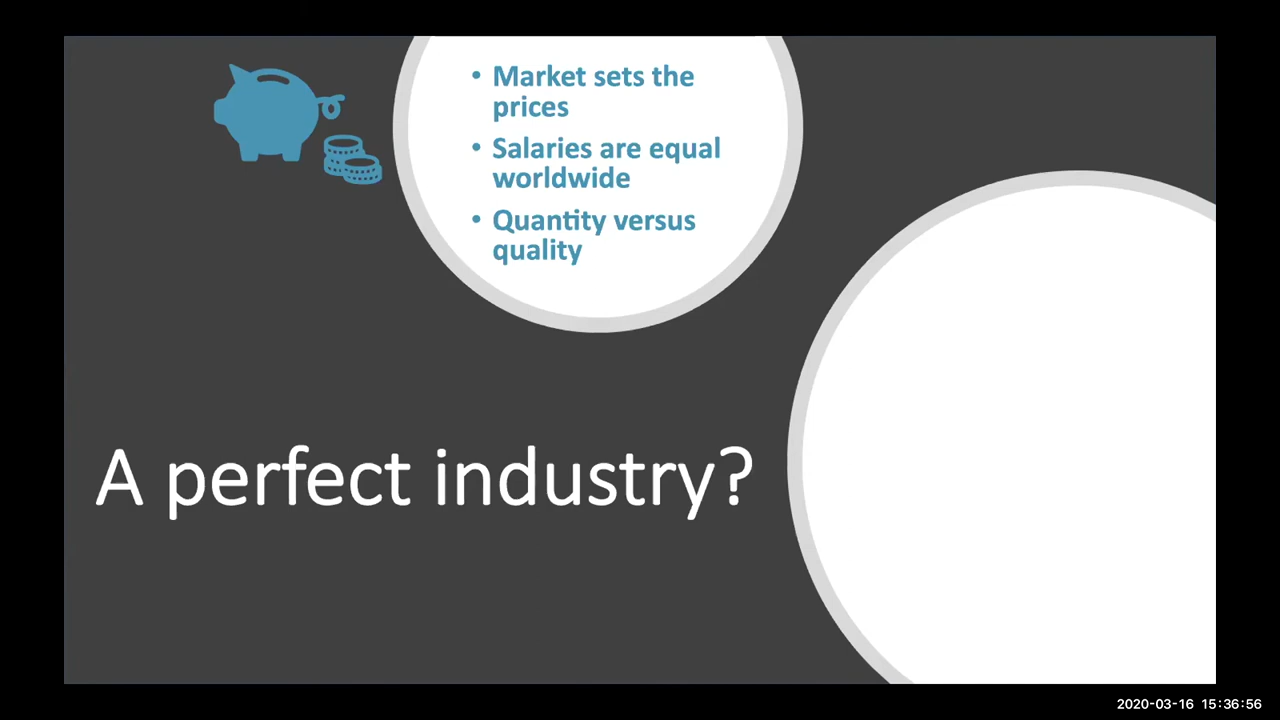 • Market sets the
prices
• Salaries are equal
worldwide
• Quantity versus
quality
A perfect industry?
2020-03-16 15:36:56